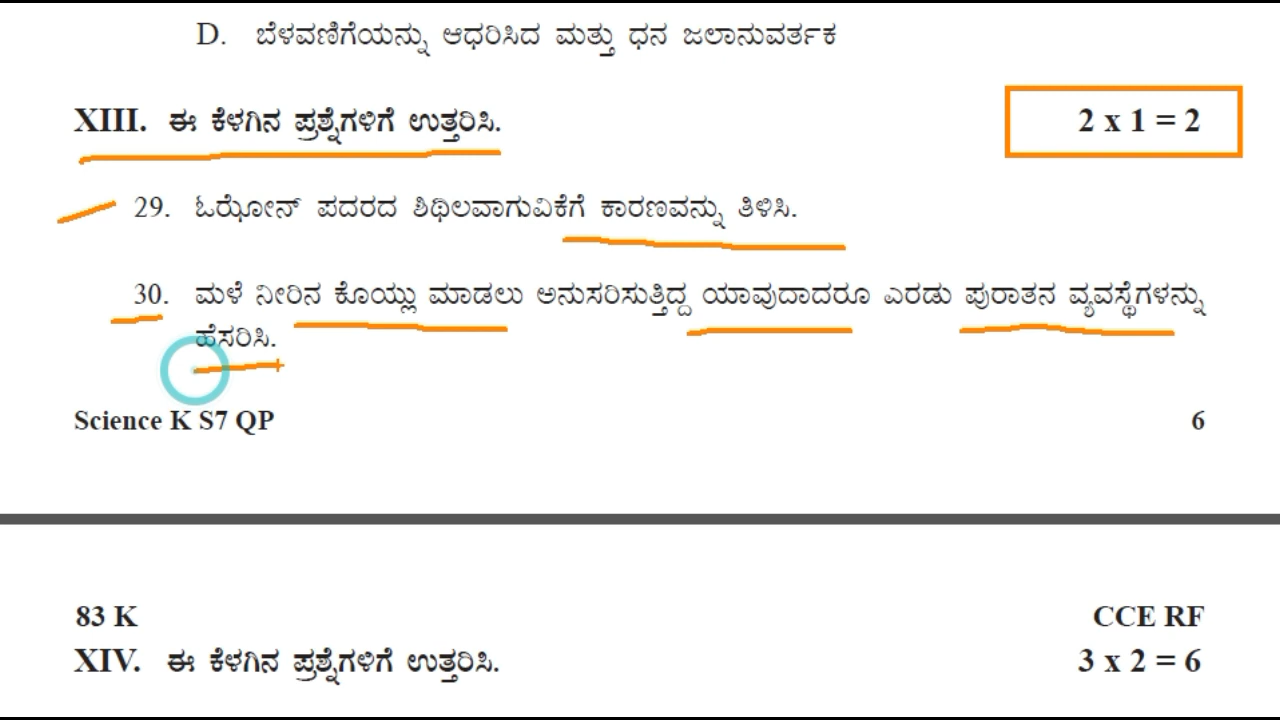 D. ಬೆಳವಣಿಗೆಯನ್ನು ಆಧರಿಸಿದ ಮತ್ತು ಧನ ಜಲಾನುವರ್ತಕ
XIII. ಈ ಕೆಳಗಿನ ಪ್ರಶ್ನೆಗಳಿಗೆ ಉತ್ತರಿಸಿ. 2 x 1 = 2
29. ಓಝೋನ್ ಪದರದ ಶಿಥಿಲವಾಗುವಿಕೆಗೆ ಕಾರಣವನ್ನು ತಿಳಿಸಿ.
30. ಮಳೆ ನೀರಿನ ಕೊಯ್ಲು ಮಾಡಲು ಅನುಸರಿಸುತ್ತಿದ್ದ ಯಾವುದಾದರೂ ಎರಡು ಪುರಾತನ ವ್ಯವಸ್ಥೆಗಳನ್ನು
ಹೆಸರಿಸಿ.
Science K S7 QP 6
83 K CCE RF
XIV. ಈ ಕೆಳಗಿನ ಪ್ರಶ್ನೆಗಳಿಗೆ ಉತ್ತರಿಸಿ. 3 x 2 = 6